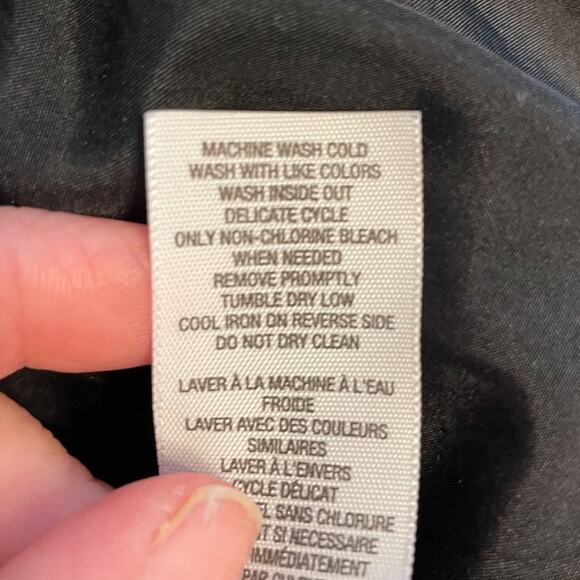 MACHINE WASH COLD
WASH WITH LIKE COLORS
WASH INSIDE OUT
DELICATE CYCLE
ONLY NON-CHLORINE BLEACH
WHEN NEEDED
REMOVE PROMPTLY
TUMBLE DRY LOW
COOL IRON ON REVERSE SIDE
DO NOT DRY CLEAN
LAVER À LA MACHINE À L'EAU
FROIDE
LAVER AVEC DES COULEURS
SIMILAIRES
LAVER À L'ENVERS
CYCLE DÉLICAT
SANS CHLORURE
SI NECESSAIRE
IMMÉDIATEMENT
PAR